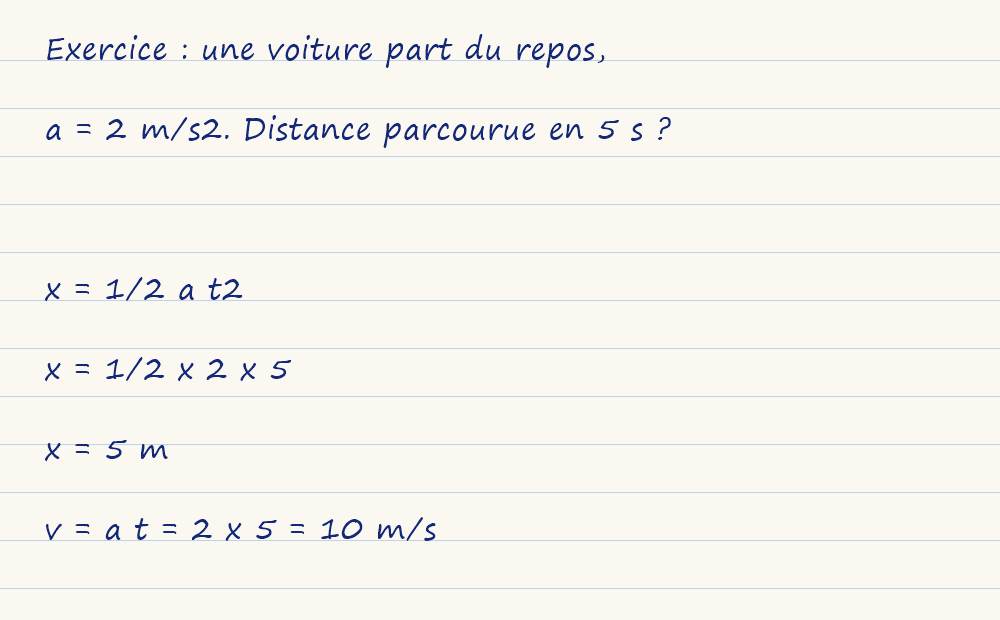 Exercice : une voiture part du repos,
a = 2 m/s2. Distance parcourue en 5 s ?
x = 1/2 a t2
x = 1/2 x 2 x 5
x = 5 m
v = a t = 2 x 5 = 10 m/s